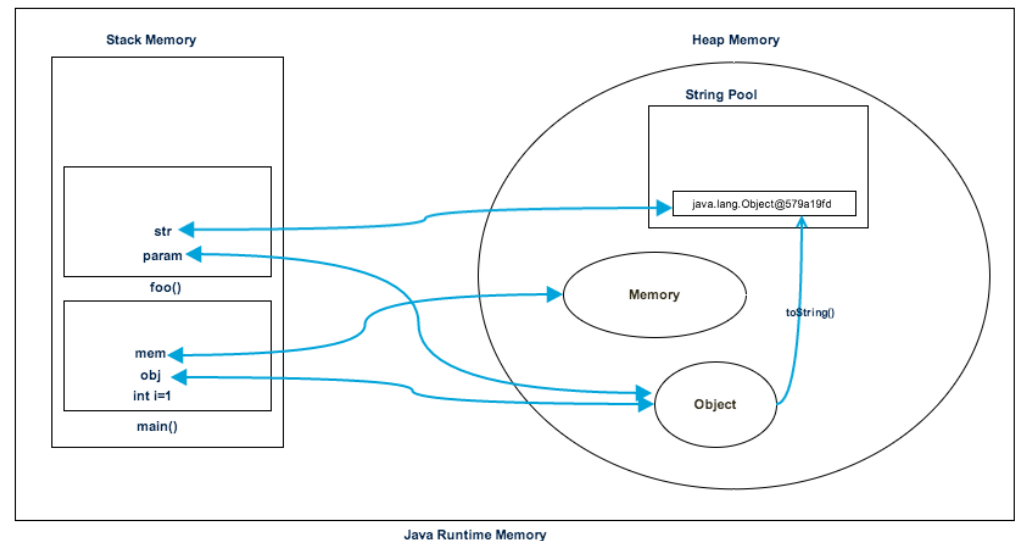 Stack Memory
Heap Memory
String Pool
java.lang.Object@579a19fd
str
param
foo()
Memory
toString()
mem
obj
int i=1
Object
main()
Java Runtime Memory